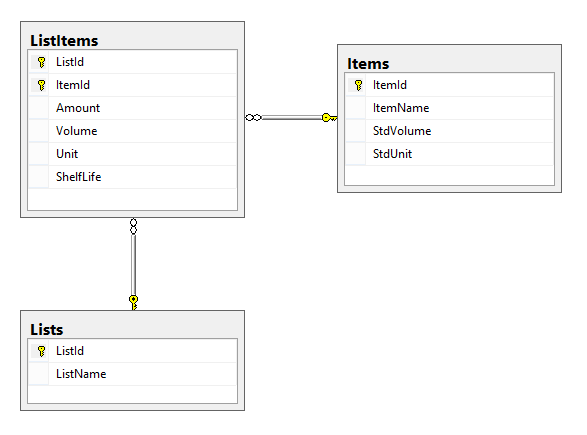 ListItems
ListId
ItemId
Amount
Volume
Unit
ShelfLife
Items
ItemId
ItemName
StdVolume
StdUnit
Lists
ListId
ListName